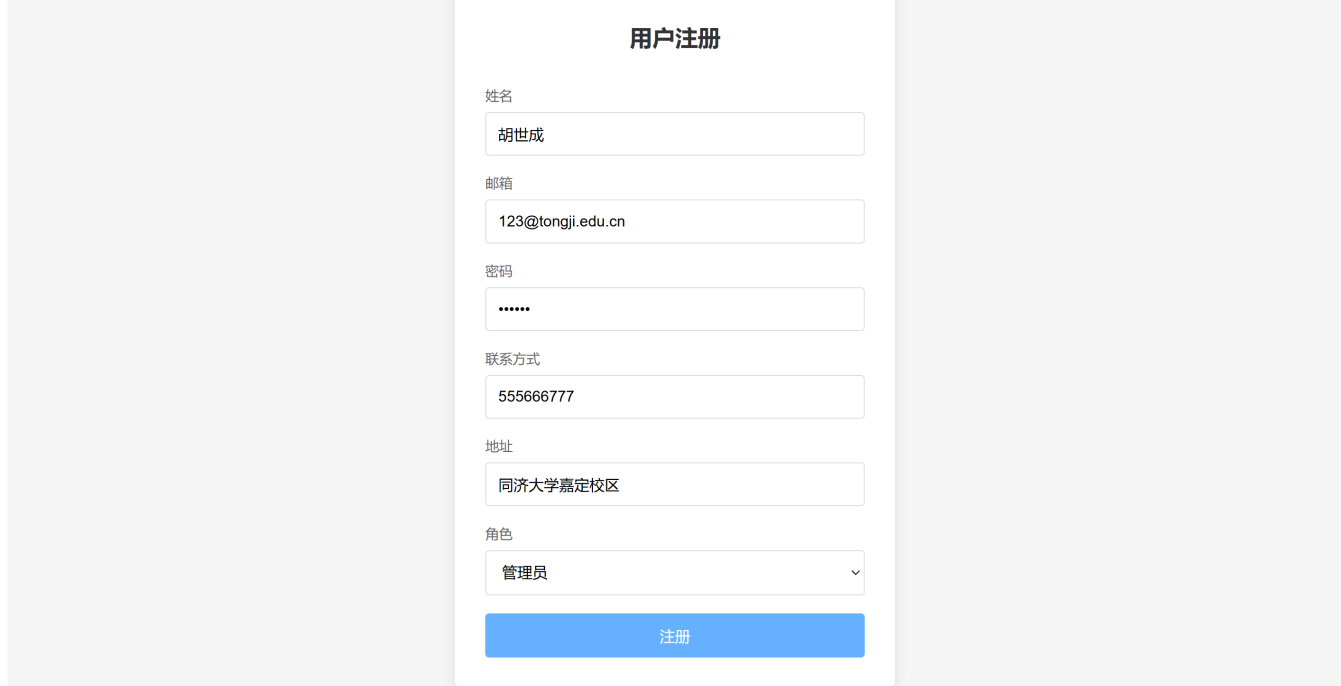 用户注册
姓名
胡世成
邮箱
123@tongji.edu.cn
密码
••••••
联系方式
555666777
地址
同济大学嘉定校区
角色
管理员
注册